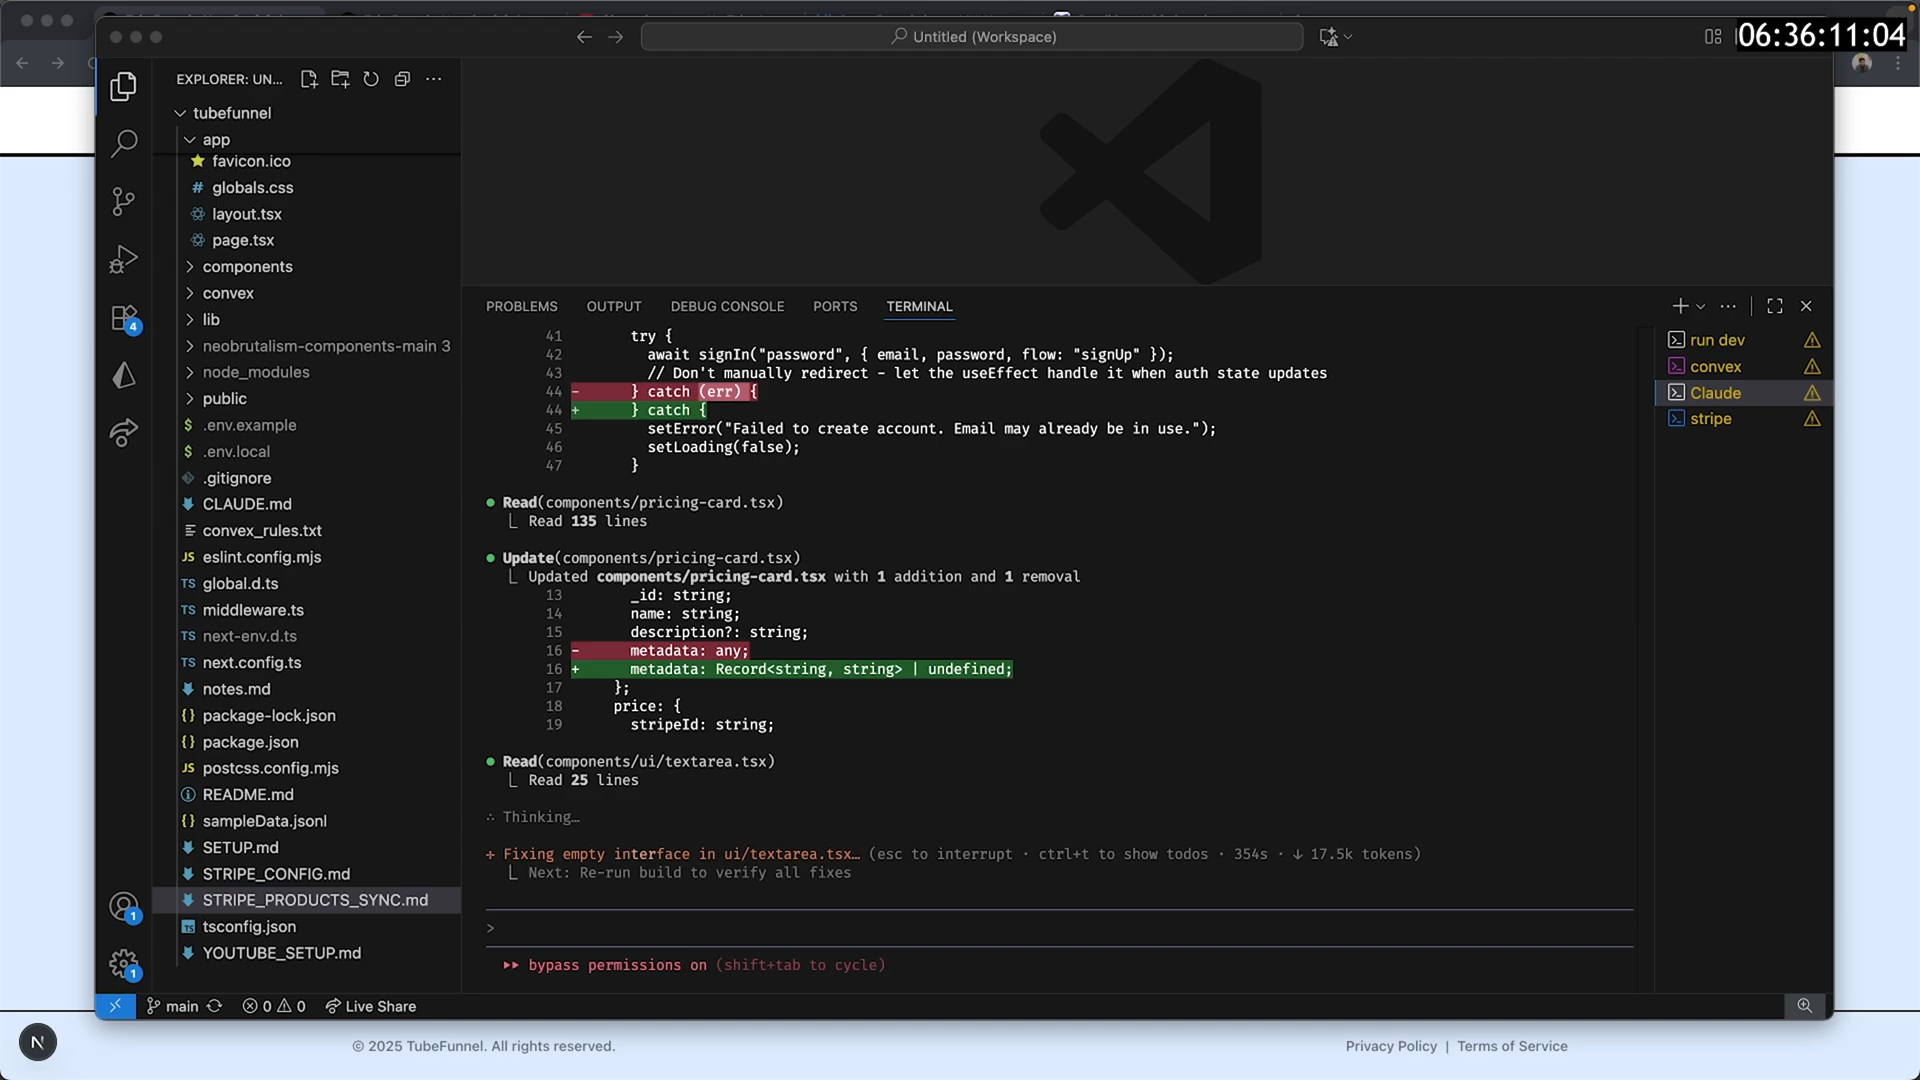 Untitled (Workspace)
06:36:11:04
EXPLORER: UN...
tubefunnel
app
favicon.ico
# globals.css
layout.tsx
page.tsx
components
convex
lib
neobrutalism-components-main 3
node_modules
public
$ .env.example
$ .env.local
.gitignore
CLAUDE.md
convex_rules.txt
JS eslint.config.mjs
TS global.d.ts
TS middleware.ts
TS next-env.d.ts
TS next.config.ts
notes.md
{} package-lock.json
{} package.json
JS postcss.config.mjs
README.md
{} sampleData.jsonl
SETUP.md
STRIPE_CONFIG.md
STRIPE_PRODUCTS_SYNC.md
TS tsconfig.json
YOUTUBE_SETUP.md
4
1
1
PROBLEMS OUTPUT DEBUG CONSOLE PORTS TERMINAL
41 try {
42 await signIn("password", { email, password, flow: "signUp" });
43 // Don't manually redirect - let the useEffect handle it when auth state updates
44 - } catch (err) {
44 + } catch {
45 setError("Failed to create account. Email may already be in use.");
46 setLoading(false);
47 }
Read(components/pricing-card.tsx)
Read 135 lines
Update(components/pricing-card.tsx)
Updated components/pricing-card.tsx with 1 addition and 1 removal
13 _id: string;
14 name: string;
15 description?: string;
16 - metadata: any;
16 + metadata: Record<string, string> | undefined;
17 };
18 price: {
19 stripeId: string;
Read(components/ui/textarea.tsx)
Read 25 lines
∴ Thinking…
Fixing empty interface in ui/textarea.tsx… (esc to interrupt · ctrl+t to show todos · 354s · ↓ 17.5k tokens)
Next: Re-run build to verify all fixes
>
bypass permissions on (shift+tab to cycle)
run dev
convex
Claude
stripe
main 0 0 Live Share
N
© 2025 TubeFunnel. All rights reserved.
Privacy Policy | Terms of Service